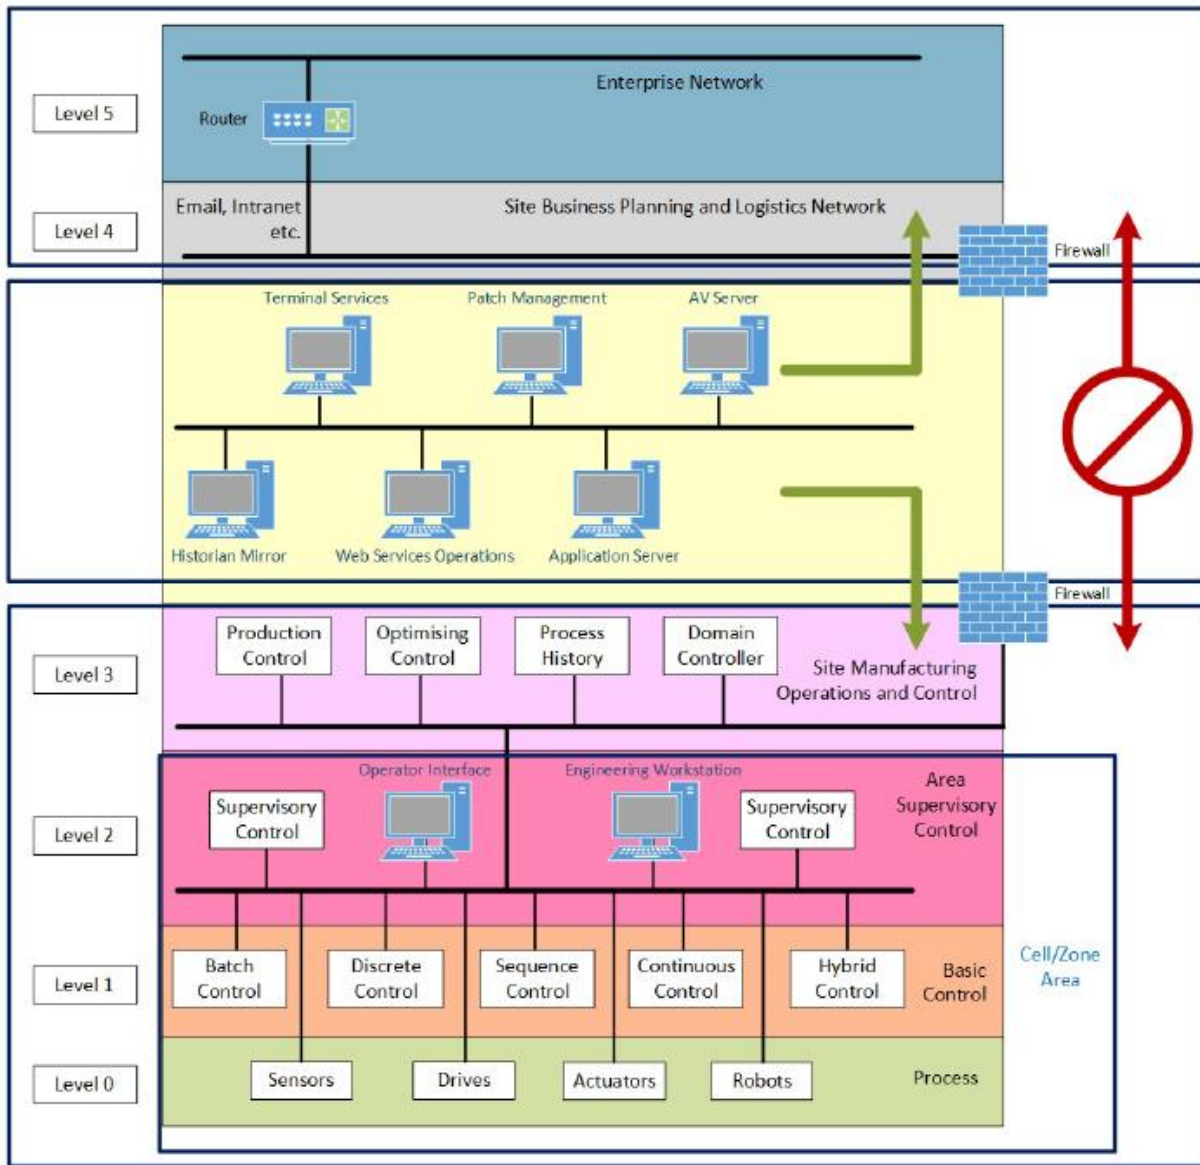 Enterprise Network
Level 5
Router
Email, Intranet
etc.
Site Business Planning and Logistics Network
Level 4
Firewall
Terminal Services
Patch Management
AV Server
Historian Mirror
Web Services Operations
Application Server
Firewall
Production
Control
Optimising
Control
Process
History
Domain
Controller
Level 3
Site Manufacturing
Operations and Control
Operator Interface
Engineering Workstation
Area
Supervisory
Control
Supervisory
Control
Supervisory
Control
Level 2
Batch
Control
Discrete
Control
Sequence
Control
Continuous
Control
Hybrid
Control
Basic
Control
Level 1
Cell/Zone
Area
Level 0
Sensors
Drives
Actuators
Robots
Process